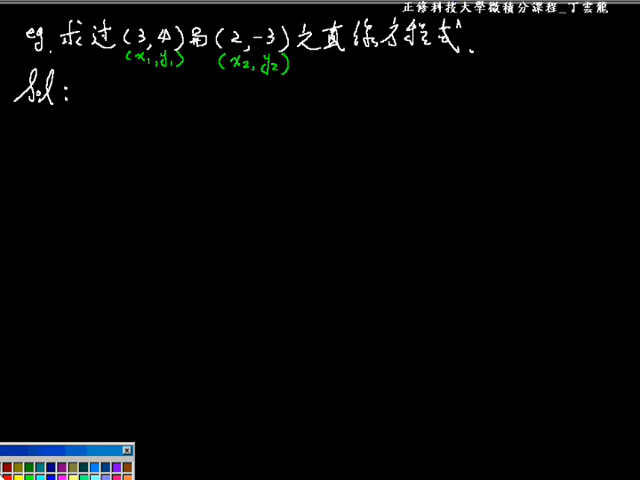 正修科技大學微積分課程_丁雲龍
eg. 求过(3,4)與(2,-3)之直線方程式.
(x₁,y₁) (x₂,y₂)
Sol: